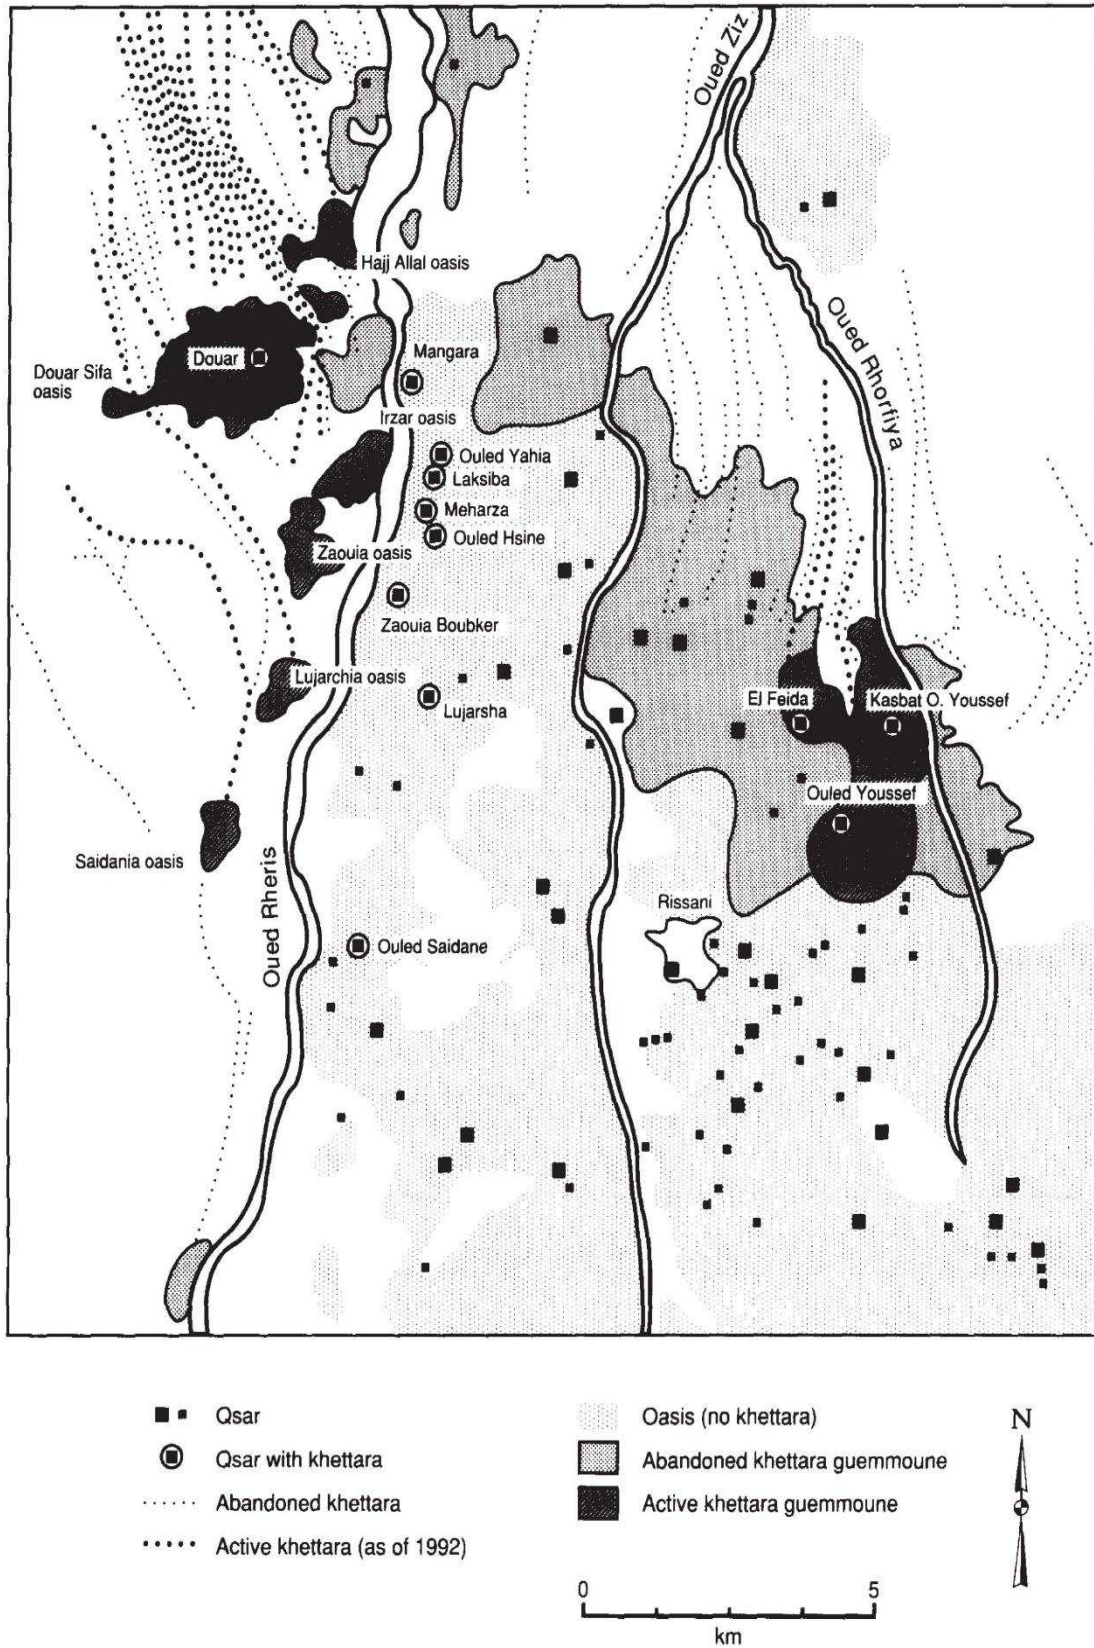 Oued Ziz
Hajj Allal oasis
Oued Rhorfiya
Douar
Mangara
Douar Sifa
oasis
Irzar oasis
Ouled Yahia
Laksiba
Meharza
Ouled Hsine
Zaouia oasis
Zaouia Boubker
Lujarchia oasis
Lujarsha
El Feida
Kasbat O. Youssef
Ouled Youssef
Saidania oasis
Oued Rheris
Rissani
Ouled Saidane
Qsar
Qsar with khettara
Abandoned khettara
Active khettara (as of 1992)
Oasis (no khettara)
Abandoned khettara guemmoune
Active khettara guemmoune
N
0 5
km